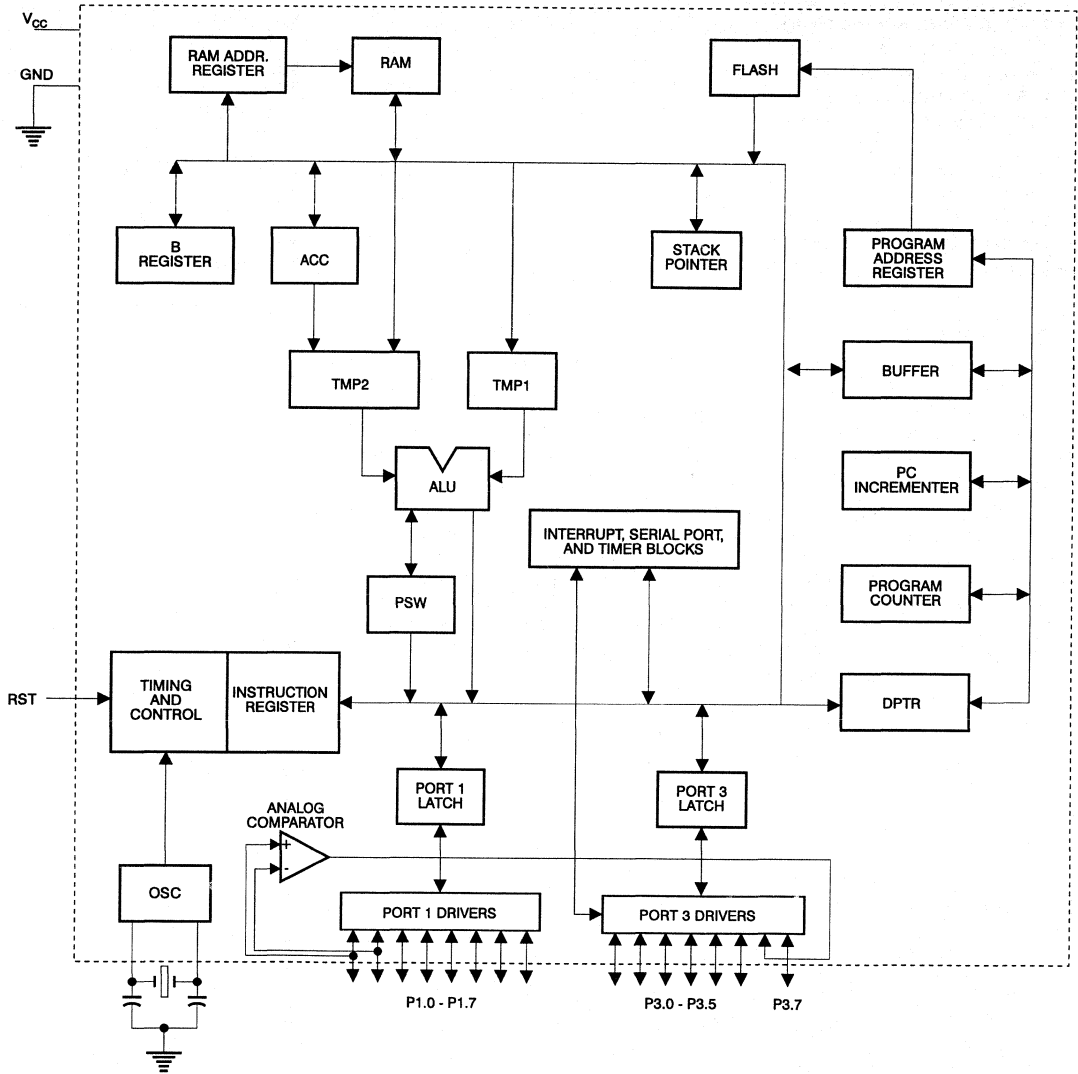 VCC
GND
RAM ADDR.
REGISTER
RAM
FLASH
B
REGISTER
ACC
STACK
POINTER
PROGRAM
ADDRESS
REGISTER
TMP2
TMP1
BUFFER
ALU
PC
INCREMENTER
INTERRUPT, SERIAL PORT,
AND TIMER BLOCKS
PSW
PROGRAM
COUNTER
RST
TIMING
AND
CONTROL
INSTRUCTION
REGISTER
DPTR
PORT 1
LATCH
PORT 3
LATCH
ANALOG
COMPARATOR
+
-
OSC
PORT 1 DRIVERS
PORT 3 DRIVERS
P1.0 - P1.7
P3.0 - P3.5
P3.7